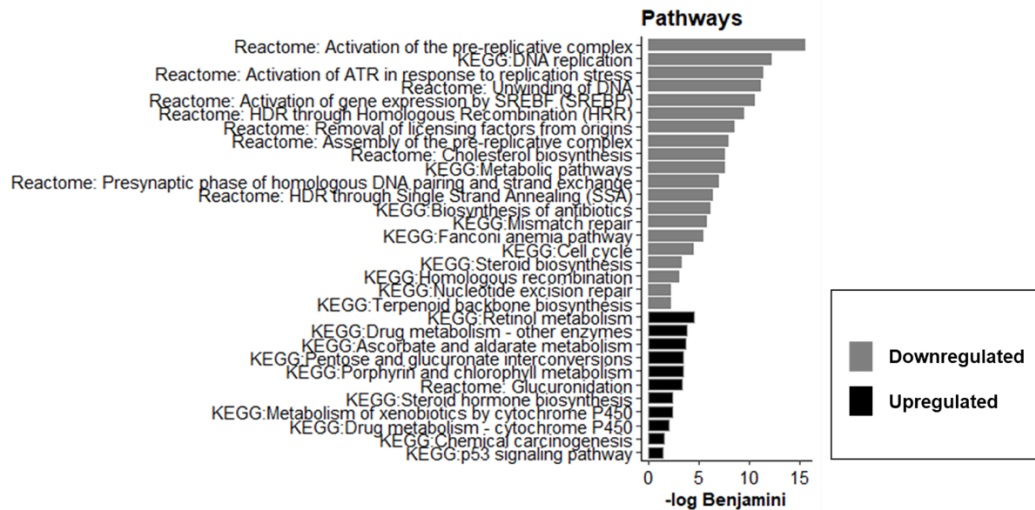 Pathways
Reactome: Activation of the pre-replicative complex
KEGG:DNA replication
Reactome: Activation of ATR in response to replication stress
Reactome: Unwinding of DNA
Reactome: Activation of gene expression by SREBF (SREBP)
Reactome: HDR through Homologous Recombination (HRR)
Reactome: Removal of licensing factors from origins
Reactome: Assembly of the pre-replicative complex
Reactome: Cholesterol biosynthesis
KEGG:Metabolic pathways
Reactome: Presynaptic phase of homologous DNA pairing and strand exchange
Reactome: HDR through Single Strand Annealing (SSA)
KEGG:Biosynthesis of antibiotics
KEGG:Mismatch repair
KEGG:Fanconi anemia pathway
KEGG:Cell cycle
KEGG:Steroid biosynthesis
KEGG:Homologous recombination
KEGG:Nucleotide excision repair
KEGG:Terpenoid backbone biosynthesis
KEGG:Retinol metabolism
KEGG:Drug metabolism - other enzymes
KEGG:Ascorbate and aldarate metabolism
KEGG:Pentose and glucuronate interconversions
KEGG:Porphyrin and chlorophyll metabolism
Reactome: Glucuronidation
KEGG:Steroid hormone biosynthesis
KEGG:Metabolism of xenobiotics by cytochrome P450
KEGG:Drug metabolism - cytochrome P450
KEGG:Chemical carcinogenesis
KEGG:p53 signaling pathway
0 5 10 15
-log Benjamini
Downregulated
Upregulated